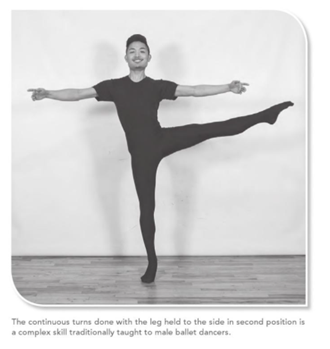 The continuous turns done with the leg held to the side in second position is
a complex skill traditionally taught to male ballet dancers.